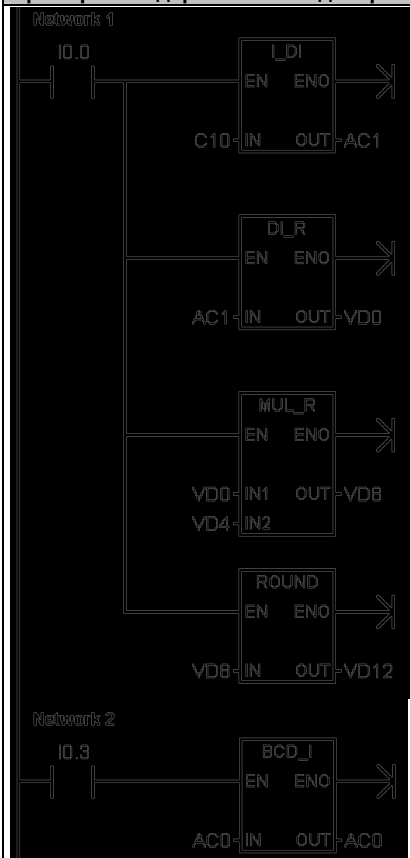 Network 1
I0.0
I_DI
EN ENO
C10 IN OUT AC1
DI_R
EN ENO
AC1 IN OUT VD0
MUL_R
EN ENO
VD0 IN1 OUT VD8
VD4 IN2
ROUND
EN ENO
VD8 IN OUT VD12
Network 2
I0.3
BCD_I
EN ENO
AC0 IN OUT AC0